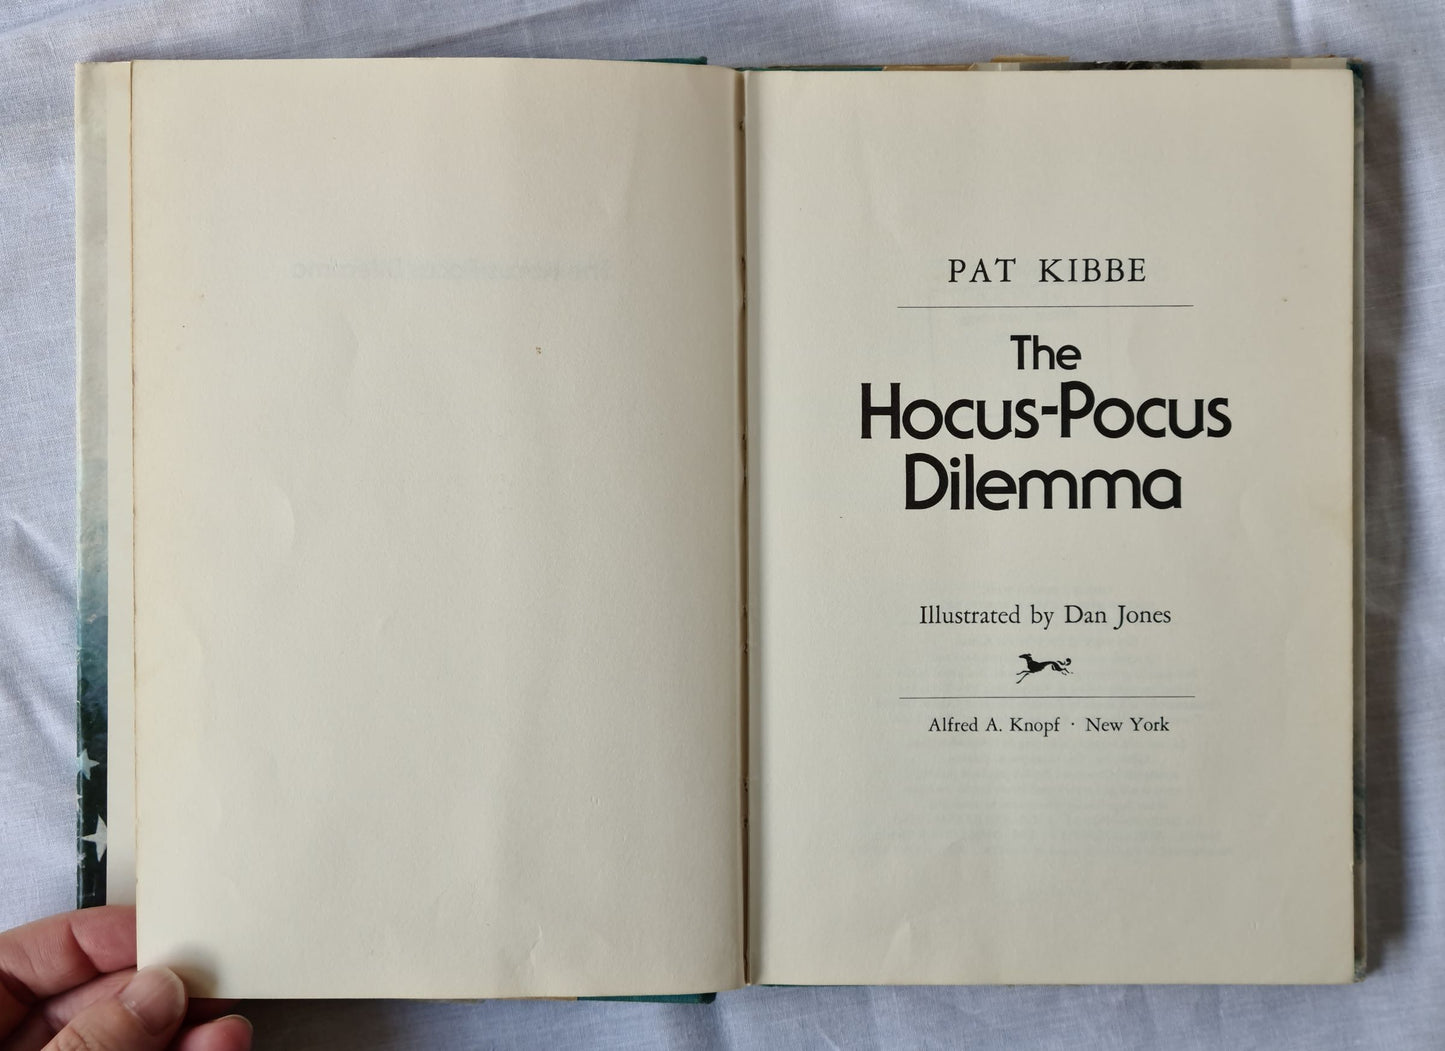 PAT KIBBE
The
Hocus-Pocus
Dilemma
Illustrated by Dan Jones
Alfred A. Knopf · New York